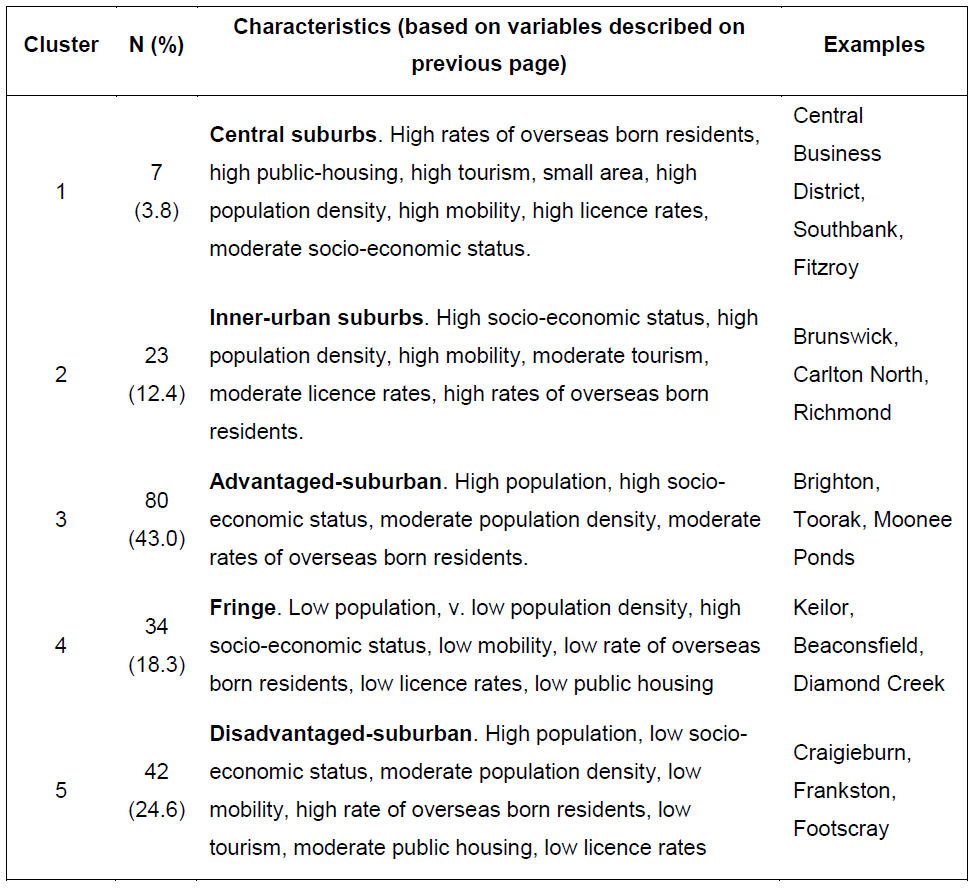 Cluster N (%) Characteristics (based on variables described on previous page) Examples
1
7
(3.8)
Central suburbs. High rates of overseas born residents,
high public-housing, high tourism, small area, high
population density, high mobility, high licence rates,
moderate socio-economic status.
Central
Business
District,
Southbank,
Fitzroy
2
23
(12.4)
Inner-urban suburbs. High socio-economic status, high
population density, high mobility, moderate tourism,
moderate licence rates, high rates of overseas born
residents.
Brunswick,
Carlton North,
Richmond
3
80
(43.0)
Advantaged-suburban. High population, high socio-
economic status, moderate population density, moderate
rates of overseas born residents.
Brighton,
Toorak, Moonee
Ponds
4
34
(18.3)
Fringe. Low population, v. low population density, high
socio-economic status, low mobility, low rate of overseas
born residents, low licence rates, low public housing
Keilor,
Beaconsfield,
Diamond Creek
5
42
(24.6)
Disadvantaged-suburban. High population, low socio-
economic status, moderate population density, low
mobility, high rate of overseas born residents, low
tourism, moderate public housing, low licence rates
Craigieburn,
Frankston,
Footscray